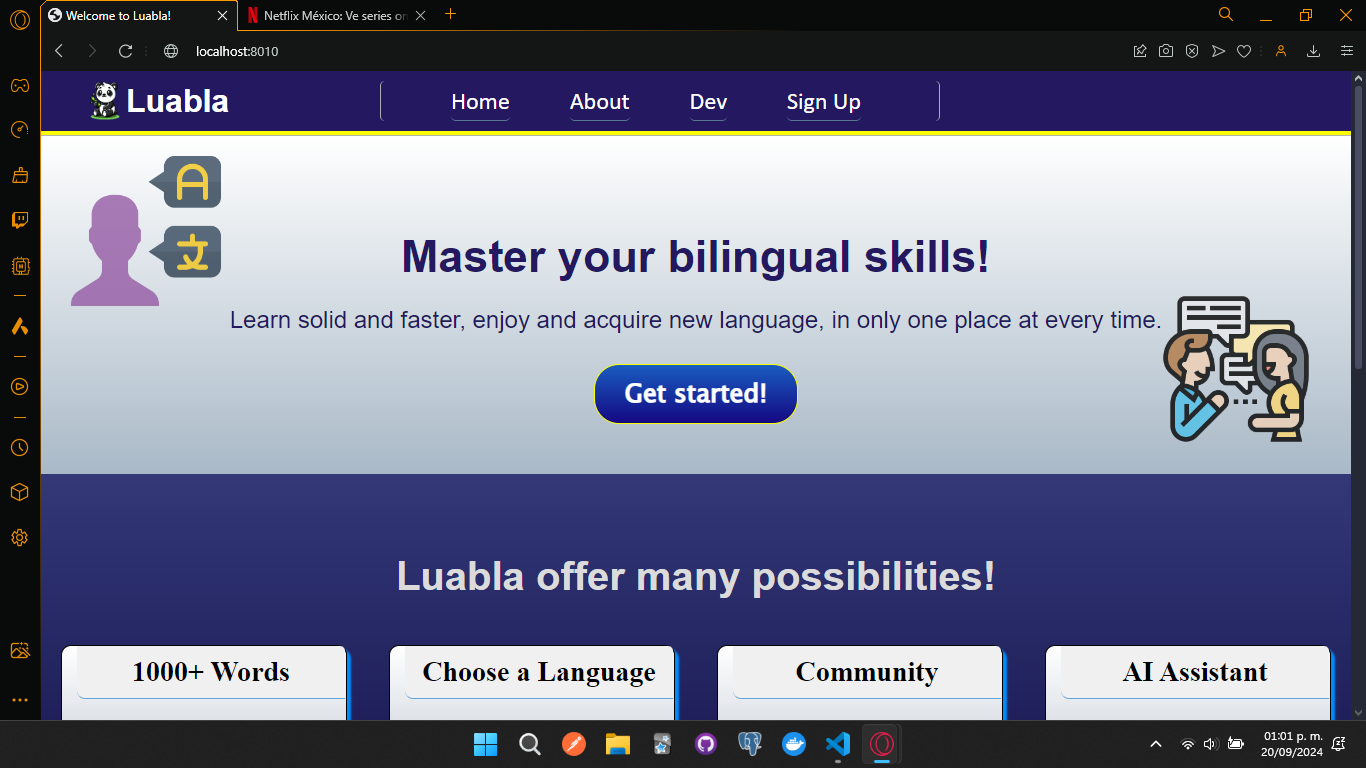 Welcome to Luabla!
Netflix México: Ve series on
localhost:8010
Luabla
Home
About
Dev
Sign Up
A
文
Master your bilingual skills!
Learn solid and faster, enjoy and acquire new language, in only one place at every time.
Get started!
Luabla offer many possibilities!
1000+ Words
Choose a Language
Community
AI Assistant
01:01 p. m.
20/09/2024